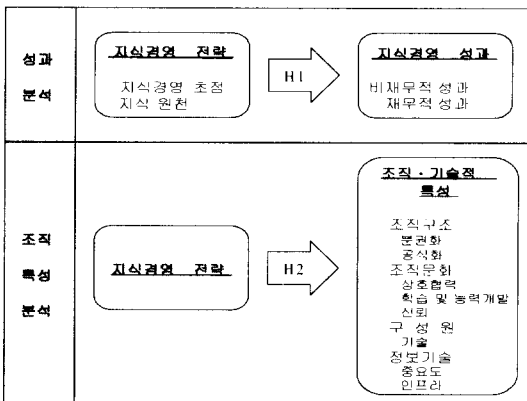 성과
분석
지식경영 전략
지식경영 초점
지식 원천
H1
지식경영 성과
비재무적 성과
재무적 성과
조직
특성
분석
지식경영 전략
H2
조직·기술적
특성
조직구조
분권화
공식화
조직문화
상호협력
학습 및 능력개발
신뢰
구 성 원
기술
정보기술
중요도
인프라